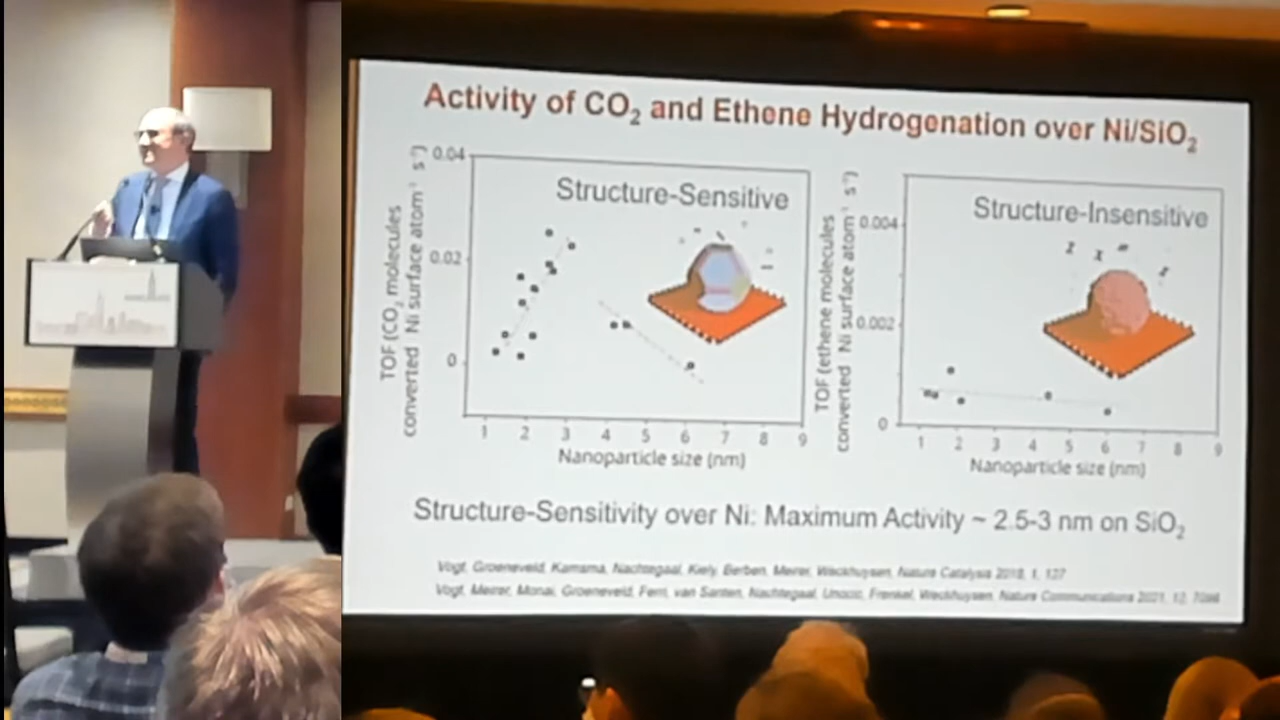 Activity of CO₂ and Ethene Hydrogenation over Ni/SiO₂
Structure-Sensitive
TOF (CO₂ molecules
converted Ni surface atom⁻¹ s⁻¹)
0.04
0.02
0
1 2 3 4 5 6 7 8 9
Nanoparticle size (nm)
Structure-Insensitive
TOF (ethene molecules
converted Ni surface atom⁻¹ s⁻¹)
0.004
0.002
0
1 2 3 4 5 6 7 8 9
Nanoparticle size (nm)
Structure-Sensitivity over Ni: Maximum Activity ~ 2.5-3 nm on SiO₂
Vogt, Groeneveld, Kamsma, Nachtegaal, Kiely, Berben, Meirer, Weckhuysen, Nature Catalysis 2018, 1, 127
Vogt, Meirer, Monai, Groeneveld, Ferri, van Santen, Nachtegaal, Unocic, Frenkel, Weckhuysen, Nature Communications 2021, 12,